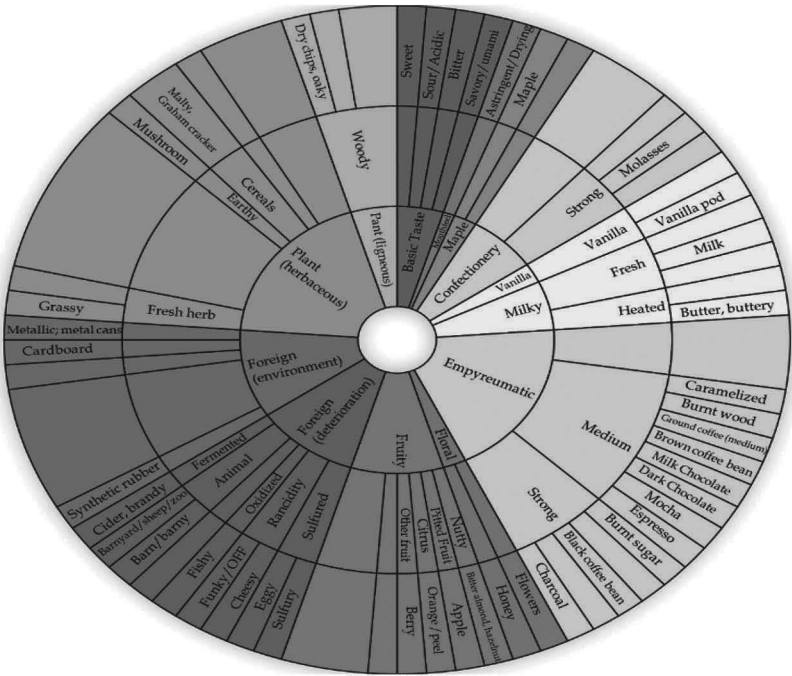 Sweet
Sour/Acidic
Bitter
Savory/umami
Astringent/Drying
Maple
Molasses
Vanilla pod
Milk
Butter, buttery
Caramelized
Burnt wood
Ground coffee (medium)
Brown coffee bean
Milk Chocolate
Dark Chocolate
Mocha
Espresso
Burnt sugar
Black coffee bean
Charcoal
Flowers
Honey
Bitter almond, hazelnut
Apple
Orange/peel
Berry
Sulfury
Eggy
Cheesy
Funky/OFF
Fishy
Barn/barny
Barnyard/sheep/zoo
Cider, brandy
Synthetic rubber
Cardboard
Metallic; metal cans
Grassy
Mushroom
Malty,
Graham cracker
Dry chips, oaky
Strong
Vanilla
Fresh
Heated
Medium
Strong
Nutty
Pitted Fruit
Citrus
Other fruit
Sulfured
Rancidity
Oxidized
Animal
Fermented
Fresh herb
Earthy
Cereals
Woody
Basic Taste
Maple
Confectionery
Vanilla
Milky
Empyreumatic
Floral
Fruity
Foreign
(deterioration)
Foreign
(environment)
Plant
(herbaceous)
Pant (ligneous)